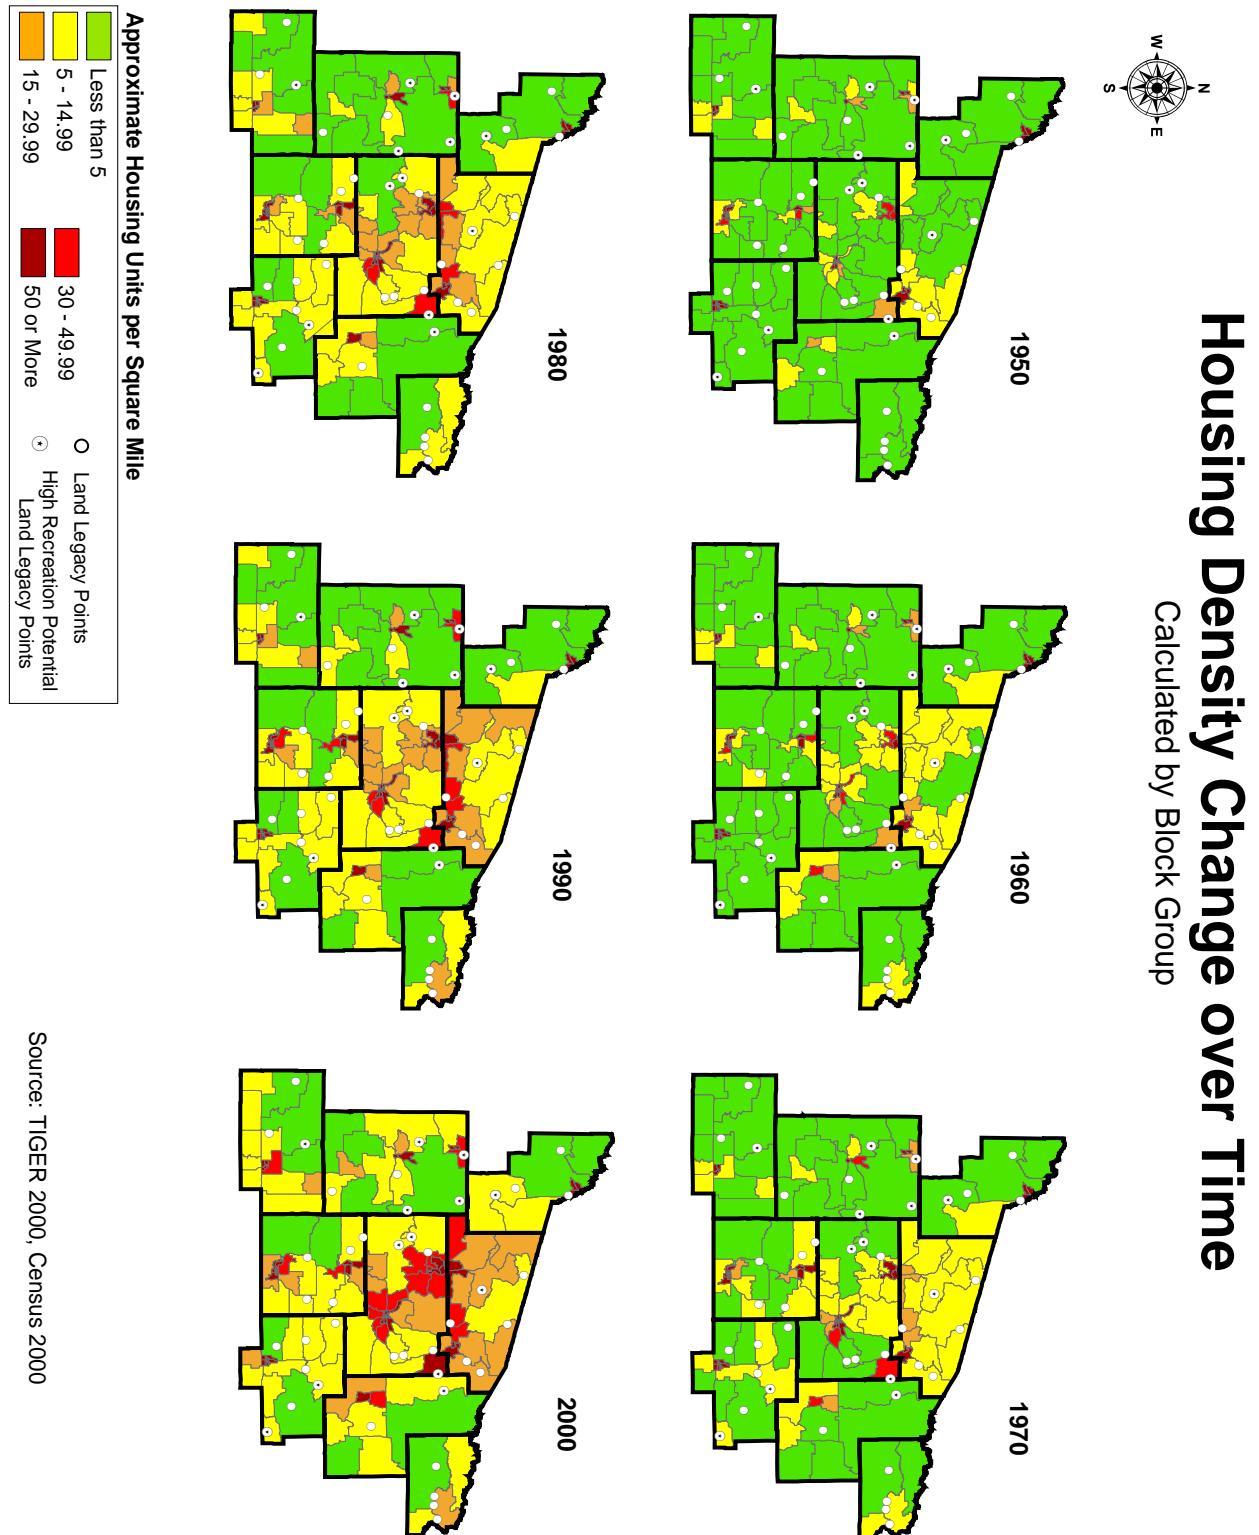 Housing Density Change over Time
Calculated by Block Group
N
W
E
S
1950
1960
1970
1980
1990
2000
Approximate Housing Units per Square Mile
Less than 5
5 - 14.99
15 - 29.99
30 - 49.99
50 or More
Land Legacy Points
High Recreation Potential
Land Legacy Points
Source: TIGER 2000, Census 2000